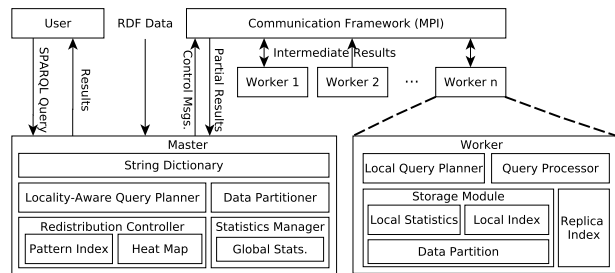 User
RDF Data
Communication Framework (MPI)
SPARQL Query
Results
Control Msgs.
Partial Results
Intermediate Results
Worker 1
Worker 2
...
Worker n
Master
String Dictionary
Locality-Aware Query Planner
Data Partitioner
Redistribution Controller
Pattern Index
Heat Map
Statistics Manager
Global Stats.
Worker
Local Query Planner
Query Processor
Storage Module
Local Statistics
Local Index
Data Partition
Replica
Index